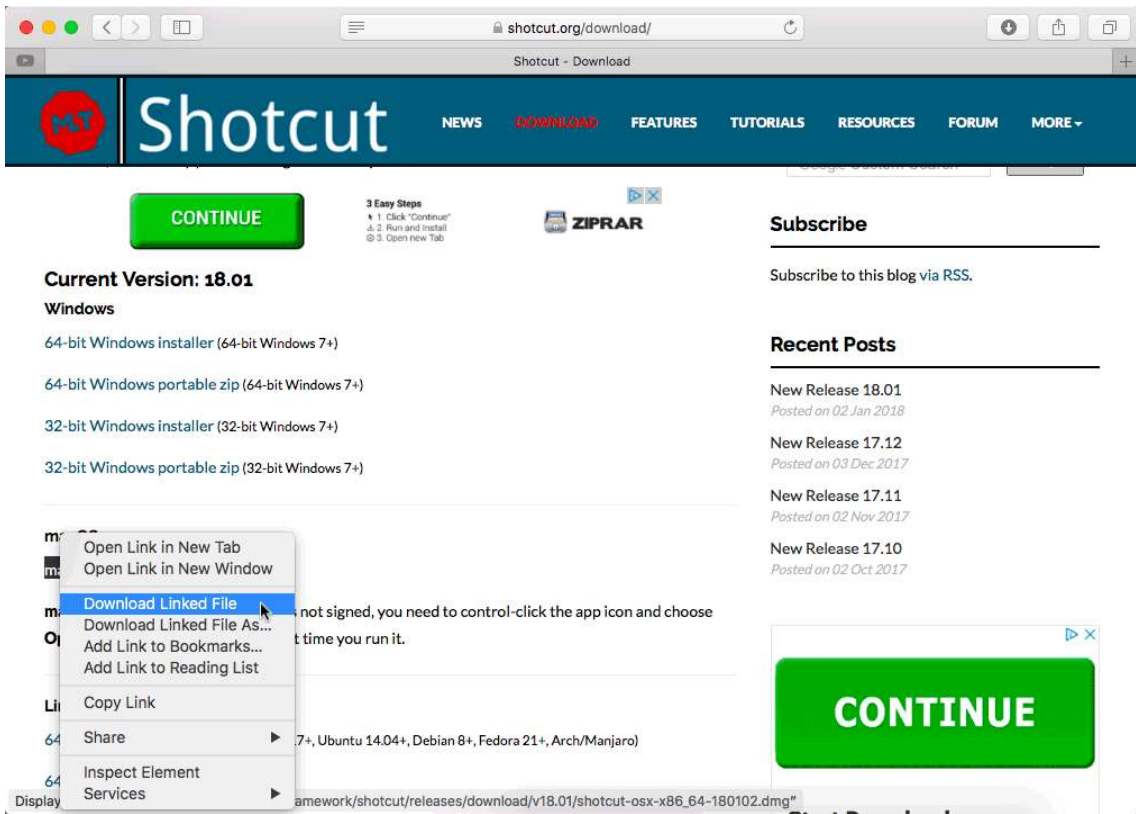 shotcut.org/download/
Shotcut - Download
Shotcut
NEWS
DOWNLOAD
FEATURES
TUTORIALS
RESOURCES
FORUM
MORE
CONTINUE
3 Easy Steps
1. Click "Continue"
2. Run and Install
3. Open new Tab
ZIPRAR
Current Version: 18.01
Windows
64-bit Windows installer (64-bit Windows 7+)
64-bit Windows portable zip (64-bit Windows 7+)
32-bit Windows installer (32-bit Windows 7+)
32-bit Windows portable zip (32-bit Windows 7+)
Open Link in New Tab
Open Link in New Window
Download Linked File
Download Linked File As...
Add Link to Bookmarks...
Add Link to Reading List
Copy Link
Share
Inspect Element
Services
not signed, you need to control-click the app icon and choose
time you run it.
Ubuntu 14.04+, Debian 8+, Fedora 21+, Arch/Manjaro)
64
64
Display
amework/shotcut/releases/download/v18.01/shotcut-osx-x86_64-180102.dmg"
Subscribe
Subscribe to this blog via RSS.
Recent Posts
New Release 18.01
Posted on 02 Jan 2018
New Release 17.12
Posted on 03 Dec 2017
New Release 17.11
Posted on 02 Nov 2017
New Release 17.10
Posted on 02 Oct 2017
CONTINUE